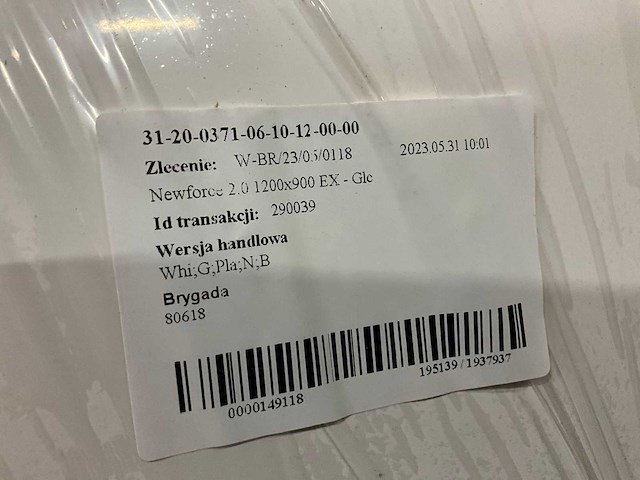 31-20-0371-06-10-12-00-00
Zlecenie: W-BR/23/05/0118 2023.05.31 10:01
Newforce 2.0 1200x900 EX - Glc
Id transakcji: 290039
Wersja handlowa
Whi;G;Pla;N;B
Brygada
80618
0000149118 195139 / 1937937